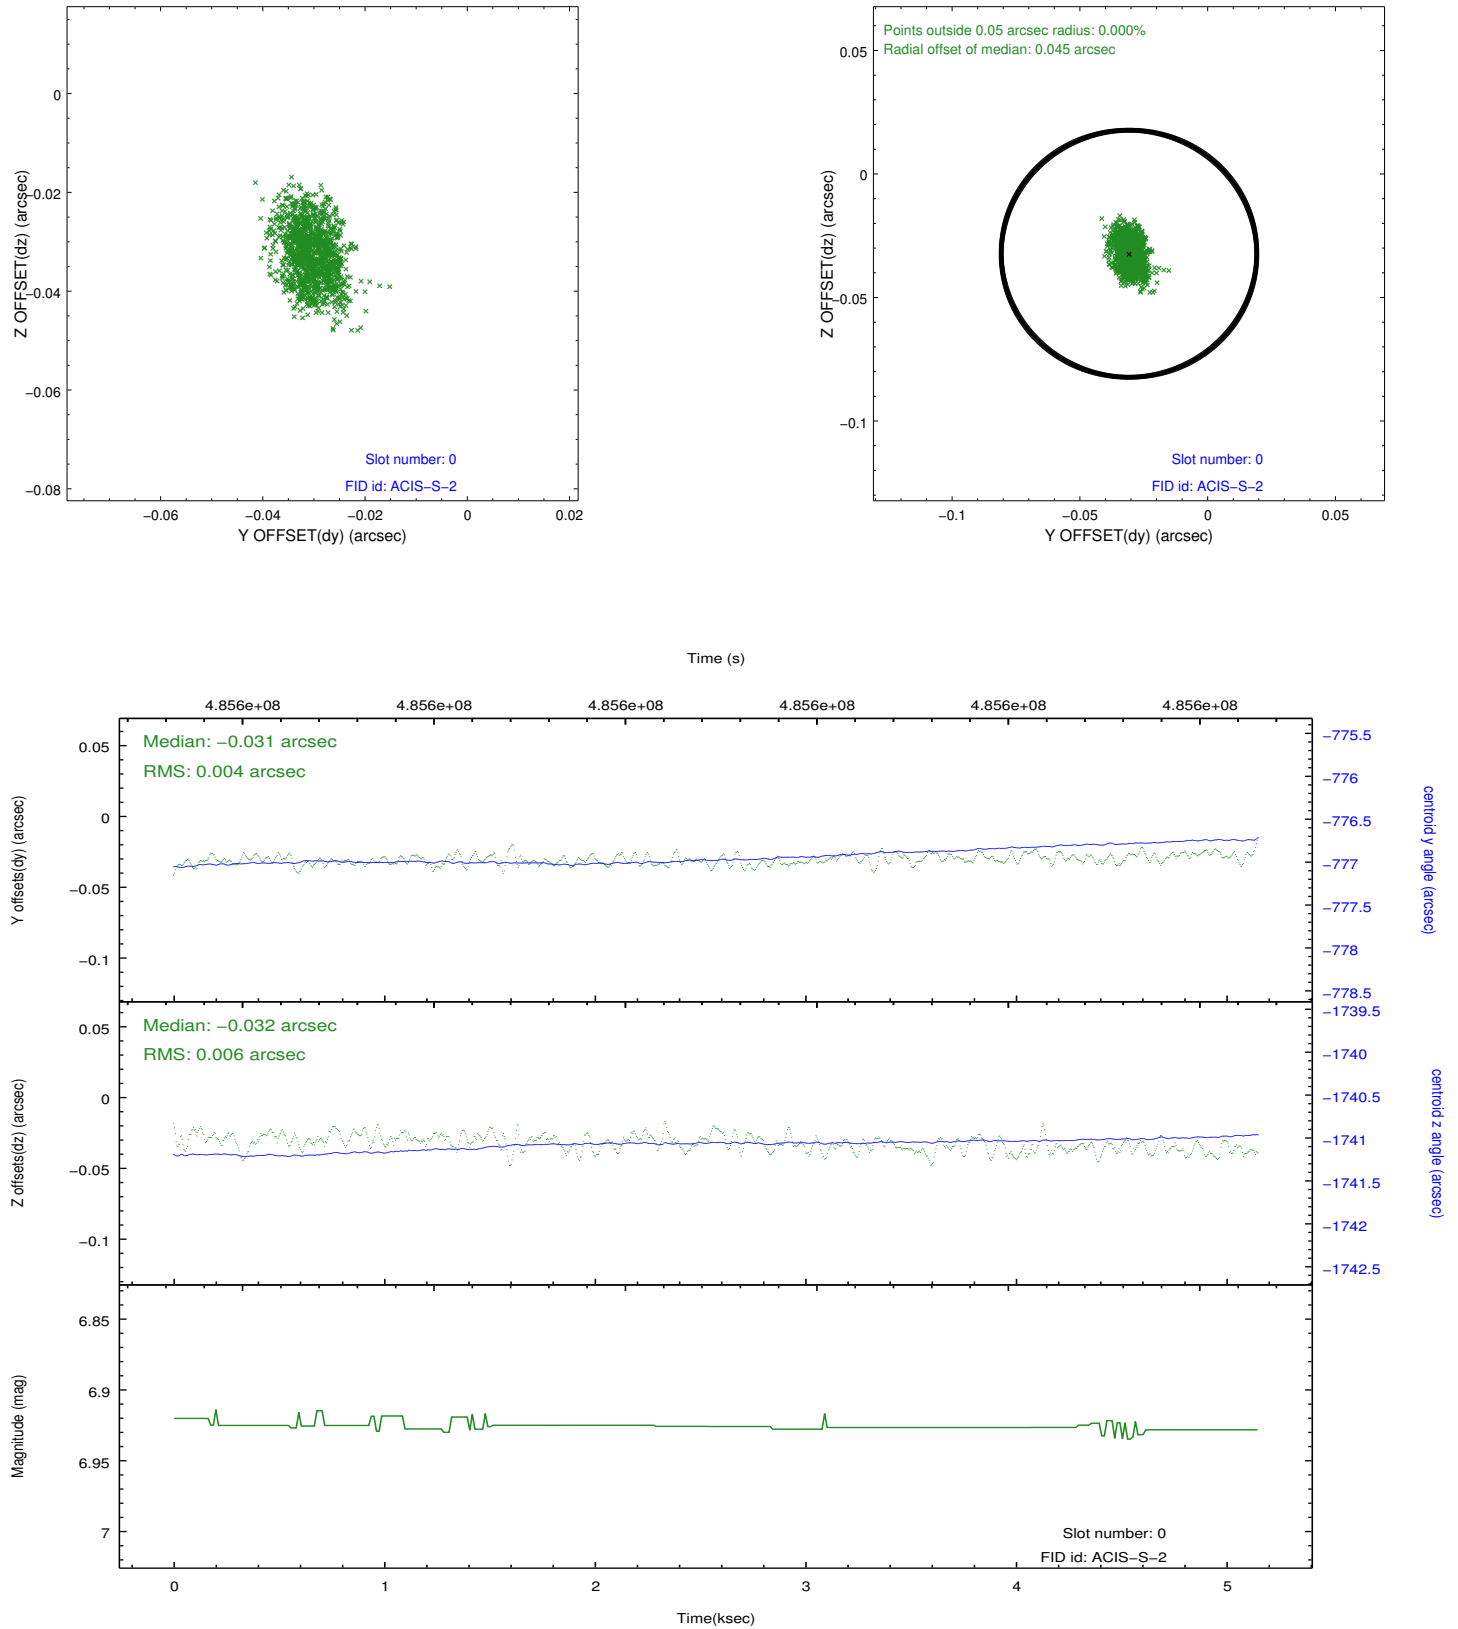 0
−0.02
−0.04
−0.06
−0.08
Z OFFSET(dz) (arcsec)
Slot number: 0
FID id: ACIS−S−2
−0.06 −0.04 −0.02 0 0.02
Y OFFSET(dy) (arcsec)
Points outside 0.05 arcsec radius: 0.000%
Radial offset of median: 0.045 arcsec
0.05
0
−0.05
−0.1
Z OFFSET(dz) (arcsec)
Slot number: 0
FID id: ACIS−S−2
−0.1 −0.05 0 0.05
Y OFFSET(dy) (arcsec)
Time (s)
4.856e+08 4.856e+08 4.856e+08 4.856e+08 4.856e+08 4.856e+08
Median: −0.031 arcsec
RMS: 0.004 arcsec
0.05
0
−0.05
−0.1
Y offsets(dy) (arcsec)
−775.5
−776
−776.5
−777
−777.5
−778
−778.5
centroid y angle (arcsec)
Median: −0.032 arcsec
RMS: 0.006 arcsec
0.05
0
−0.05
−0.1
Z offsets(dz) (arcsec)
−1739.5
−1740
−1740.5
−1741
−1741.5
−1742
−1742.5
centroid z angle (arcsec)
6.85
6.9
6.95
7
Magnitude (mag)
Slot number: 0
FID id: ACIS−S−2
0 1 2 3 4 5
Time(ksec)